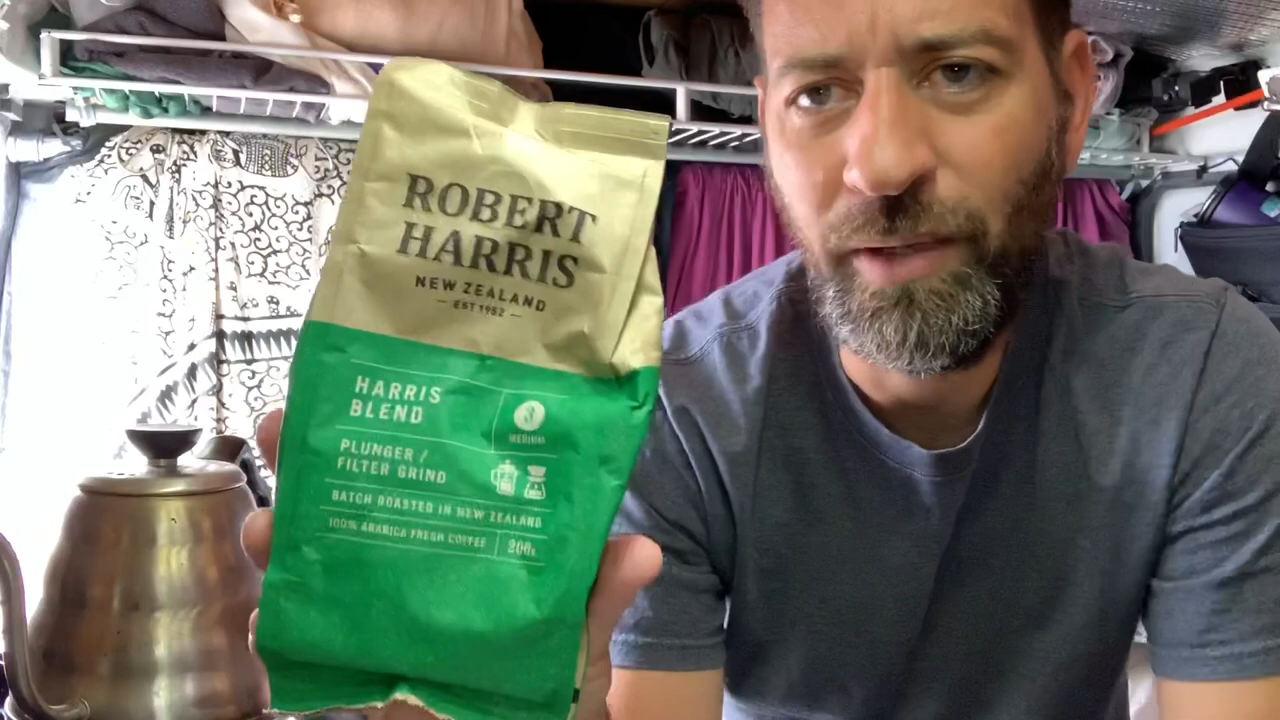 ROBERT
HARRIS
NEW ZEALAND
EST 1952
HARRIS
BLEND
3
MEDIUM
PLUNGER /
FILTER GRIND
BATCH ROASTED IN NEW ZEALAND
100% ARABICA FRESH COFFEE
200g